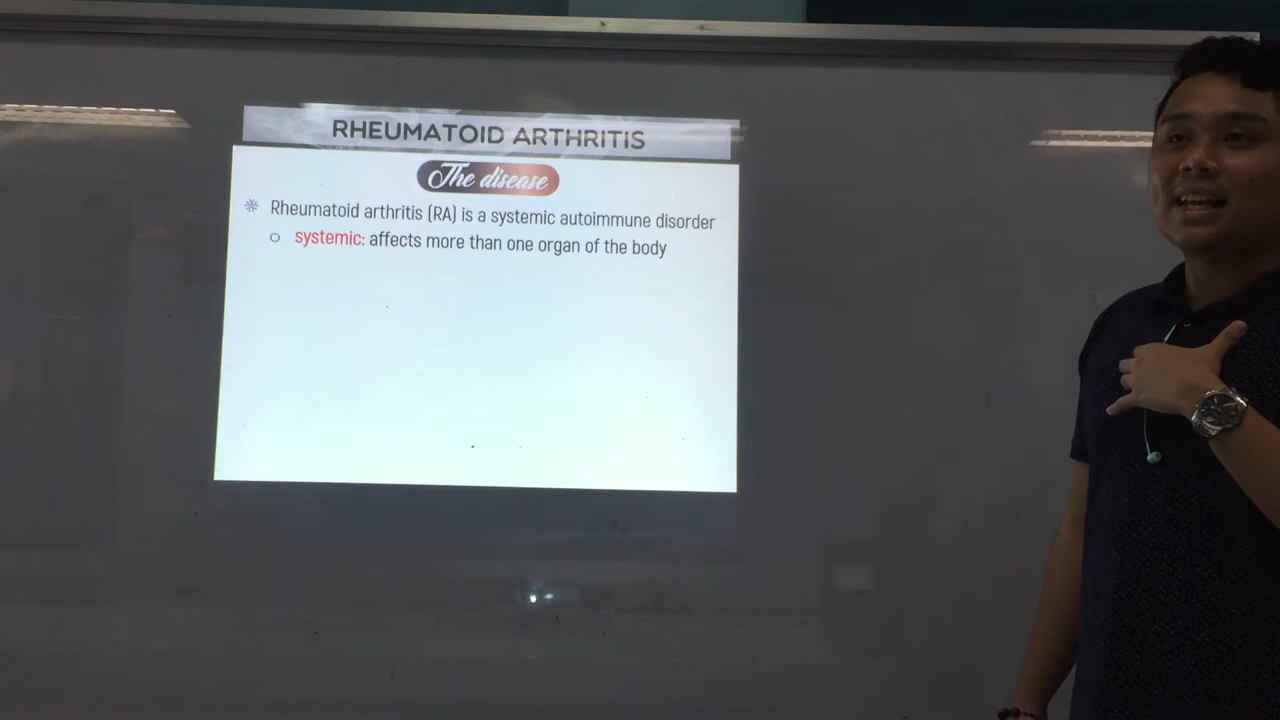 RHEUMATOID ARTHRITIS
The disease
Rheumatoid arthritis (RA) is a systemic autoimmune disorder
systemic: affects more than one organ of the body